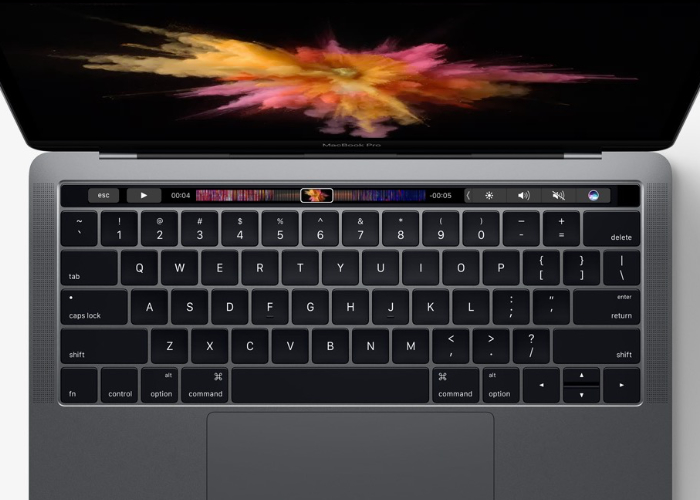 MacBook Pro
esc 00:04 -00:05
~ ! @ # $ % ^ & * ( ) _ +
` 1 2 3 4 5 6 7 8 9 0 - = delete
tab Q W E R T Y U I O P { [ } ] | \
caps lock A S D F G H J K L : ; " ' enter return
shift Z X C V B N M < , > . ? / shift
fn control alt option ⌘ command ⌘ command alt option